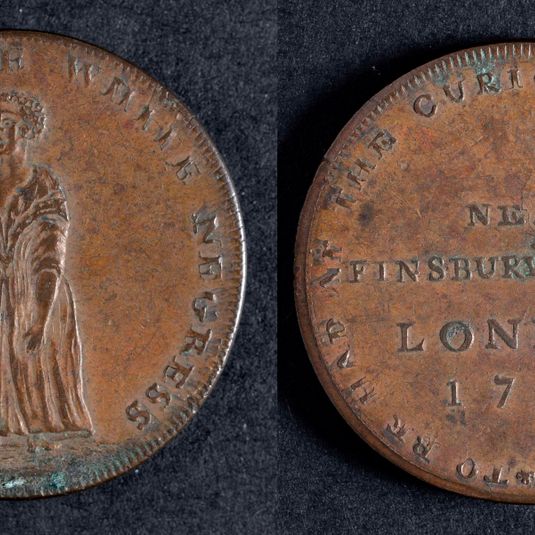 WHITE NEGRESS
TO BE HAD AT THE CURI
NE
FINSBURY
LON
17